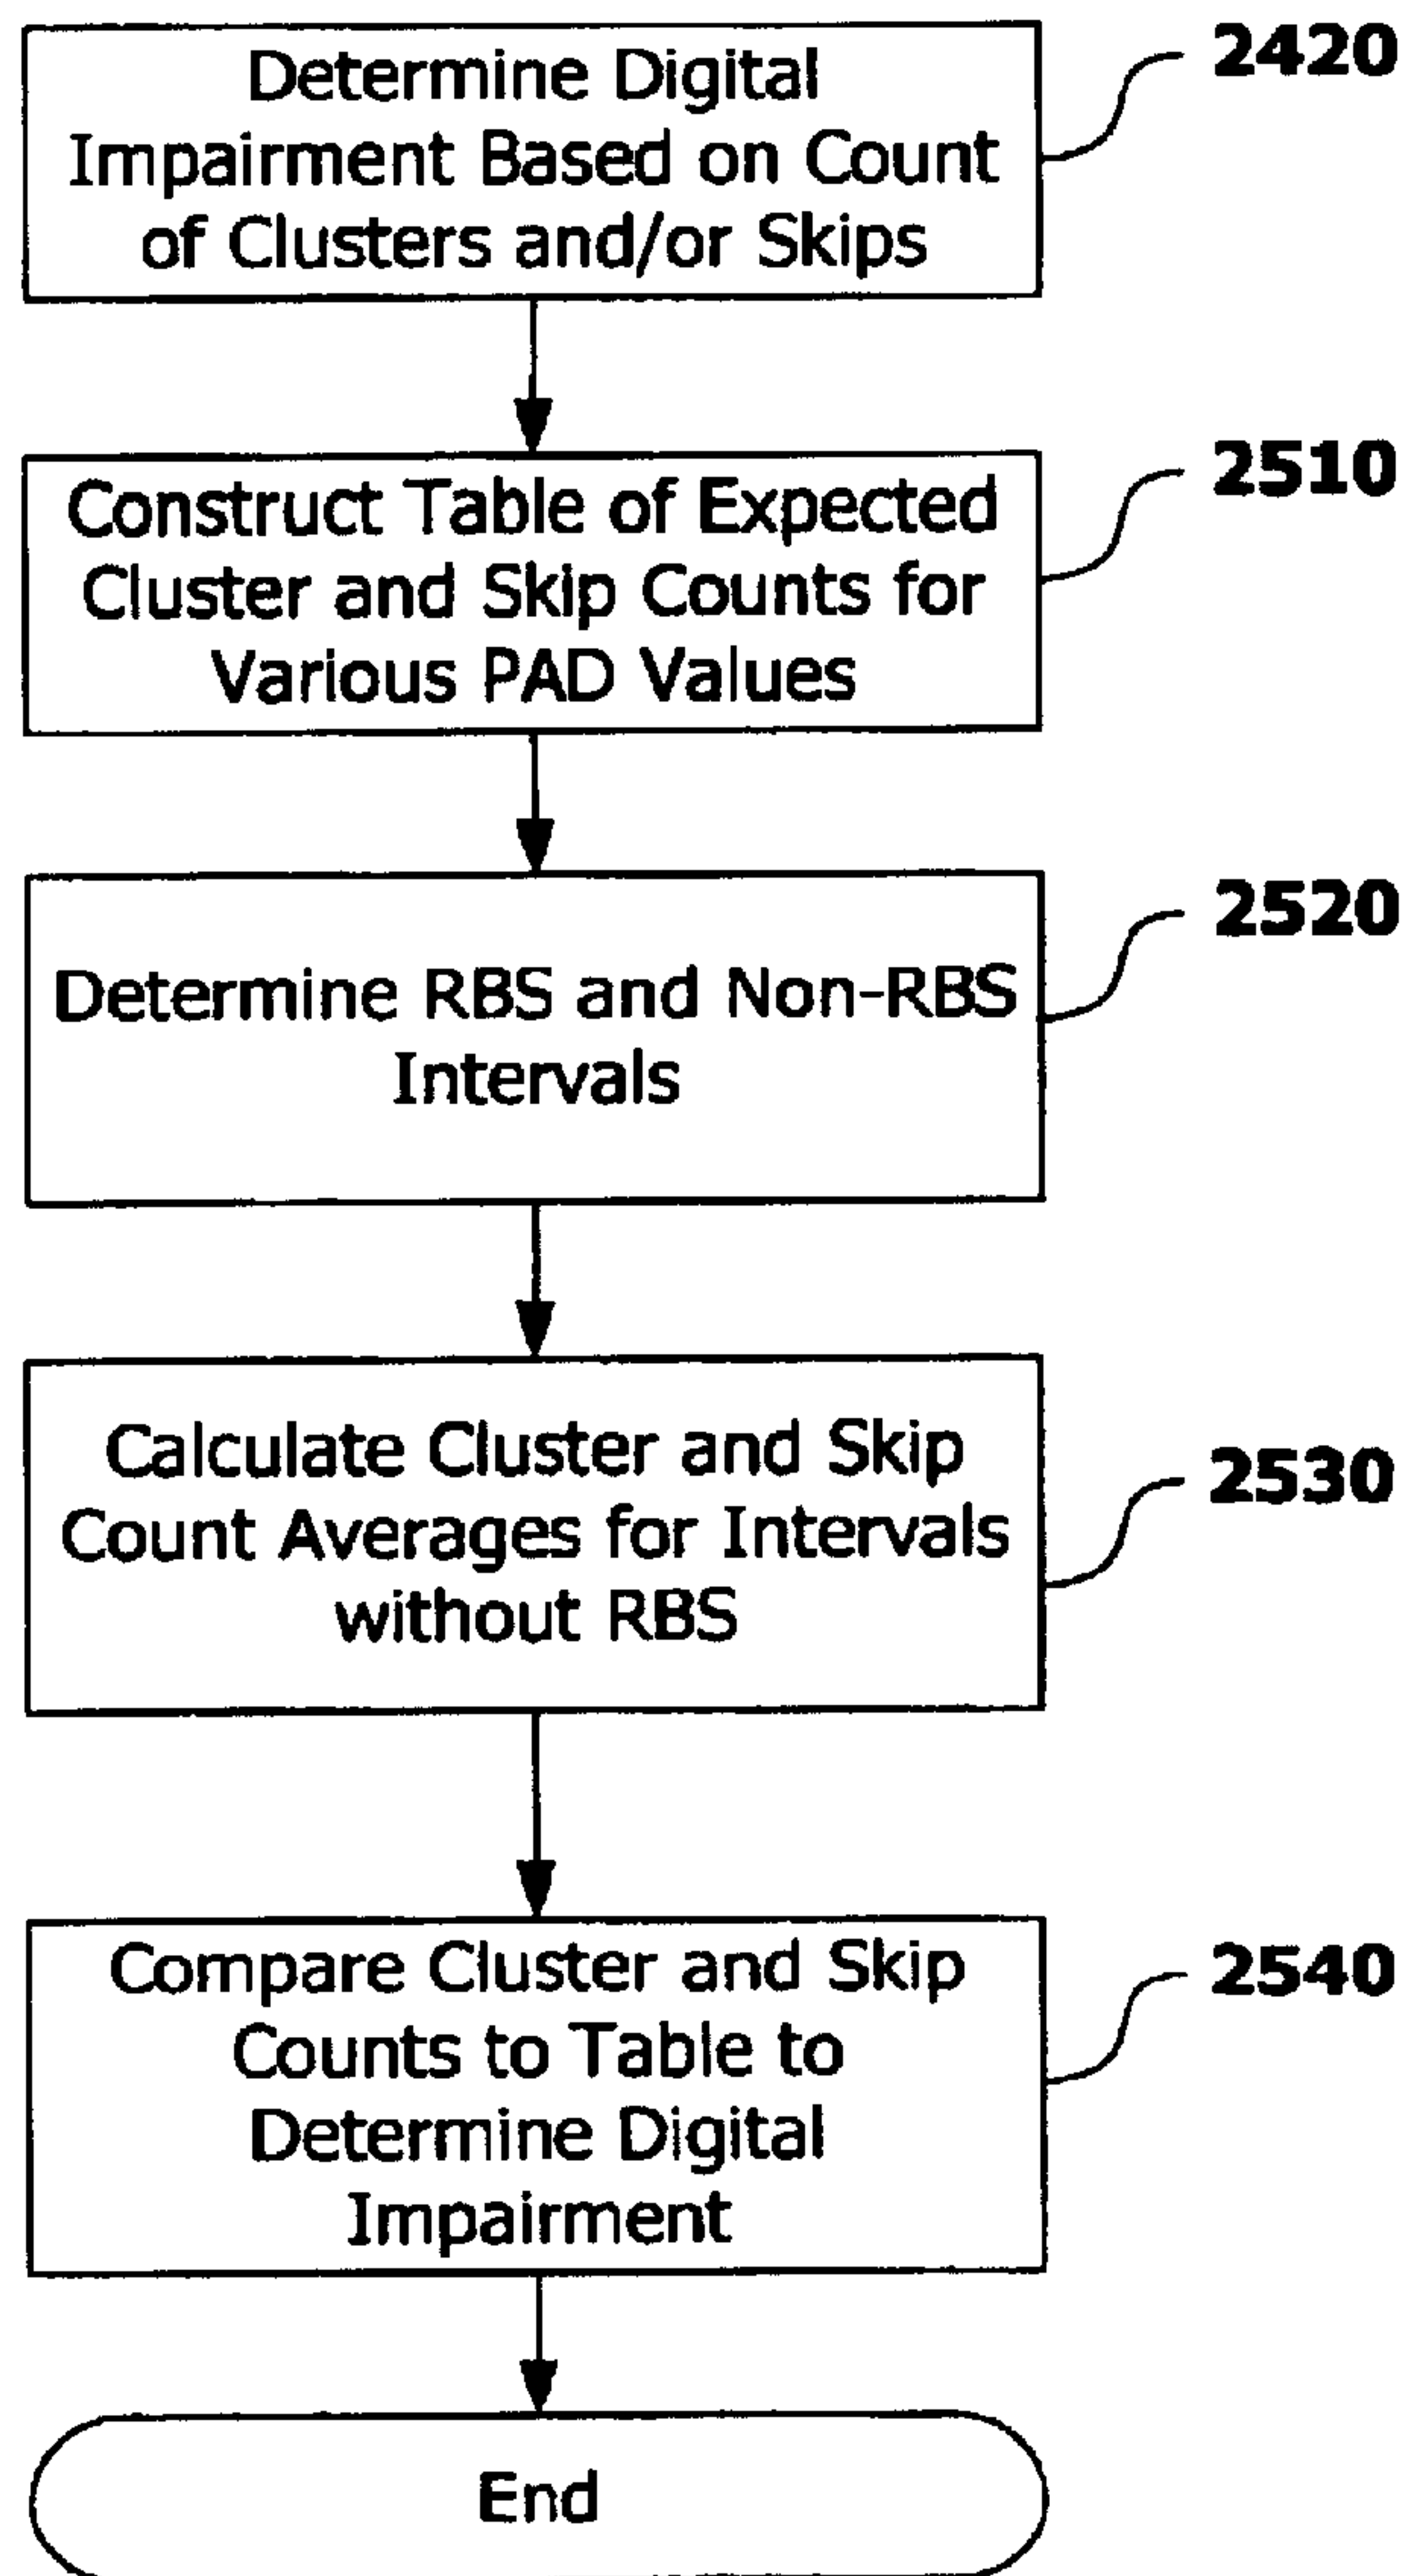 Determine Digital
Impairment Based on Count
of Clusters and/or Skips
2420
Construct Table of Expected
Cluster and Skip Counts for
Various PAD Values
2510
Determine RBS and Non-RBS
Intervals
2520
Calculate Cluster and Skip
Count Averages for Intervals
without RBS
2530
Compare Cluster and Skip
Counts to Table to
Determine Digital
Impairment
2540
End